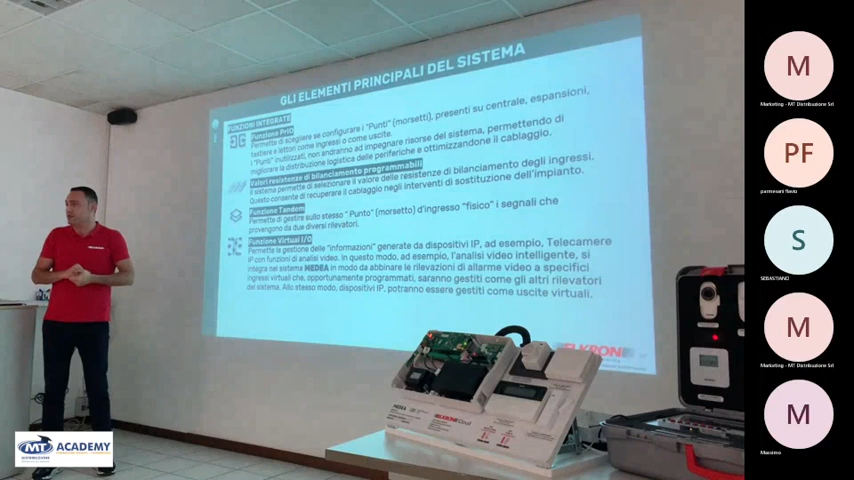 GLI ELEMENTI PRINCIPALI DEL SISTEMA
FUNZIONI INTEGRATE
Funzione PrIO
Permette di scegliere se configurare i "Punti" (morsetti), presenti su centrale, espansioni,
tastiere e lettori come ingressi o come uscite.
I "Punti" inutilizzati, non andranno ad impegnare risorse del sistema, permettendo di
migliorare la distribuzione logistica delle periferiche e ottimizzandone il cablaggio.
Valori resistenze di bilanciamento programmabili
Il sistema permette di selezionare il valore delle resistenze di bilanciamento degli ingressi.
Questo consente di recuperare il cablaggio negli interventi di sostituzione dell'impianto.
Funzione Tandem
Permette di gestire sullo stesso "Punto" (morsetto) d'ingresso "fisico" i segnali che
provengono da due diversi rilevatori.
Funzione Virtual I/O
Permette la gestione delle "informazioni" generate da dispositivi IP, ad esempio, Telecamere
IP con funzioni di analisi video. In questo modo, ad esempio, l'analisi video intelligente, si
integra nel sistema MEDEA in modo da abbinare le rilevazioni di allarme video a specifici
ingressi virtuali che, opportunamente programmati, saranno gestiti come gli altri rilevatori
del sistema. Allo stesso modo, dispositivi IP, potranno essere gestiti come uscite virtuali.
ELKRON
MEDEA
ELKRON Cloud
MT ACADEMY
DISTRIBUZIONE
M
Marketing - MT Distribuzione Srl
PF
parmesani flavio
S
SEBASTIANO
M
Marketing - MT Distribuzione Srl
M
Massimo